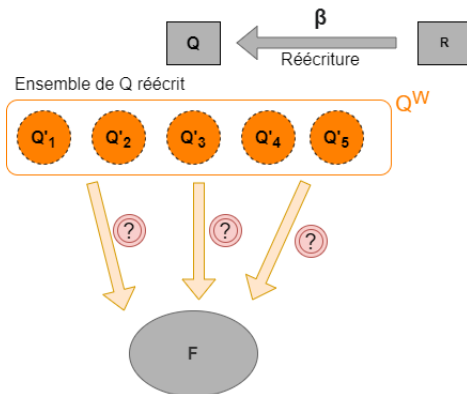 β
Q
R
Réécriture
Ensemble de Q réécrit
Q^W
Q'1 Q'2 Q'3 Q'4 Q'5
? ? ?
F